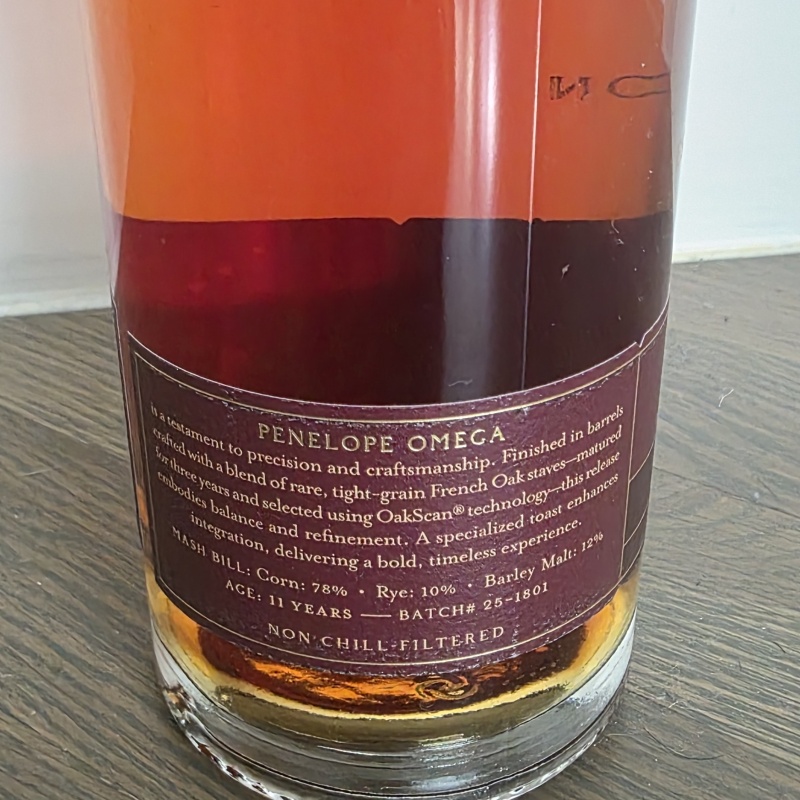 PENELOPE OMEGA
is a testament to precision and craftsmanship. Finished in barrels
crafted with a blend of rare, tight-grain French Oak staves—matured
for three years and selected using OakScan® technology—this release
embodies balance and refinement. A specialized toast enhances
integration, delivering a bold, timeless experience.
MASH BILL: Corn: 78% • Rye: 10% • Barley Malt: 12%
AGE: 11 YEARS — BATCH# 25-1801
NON CHILL-FILTERED